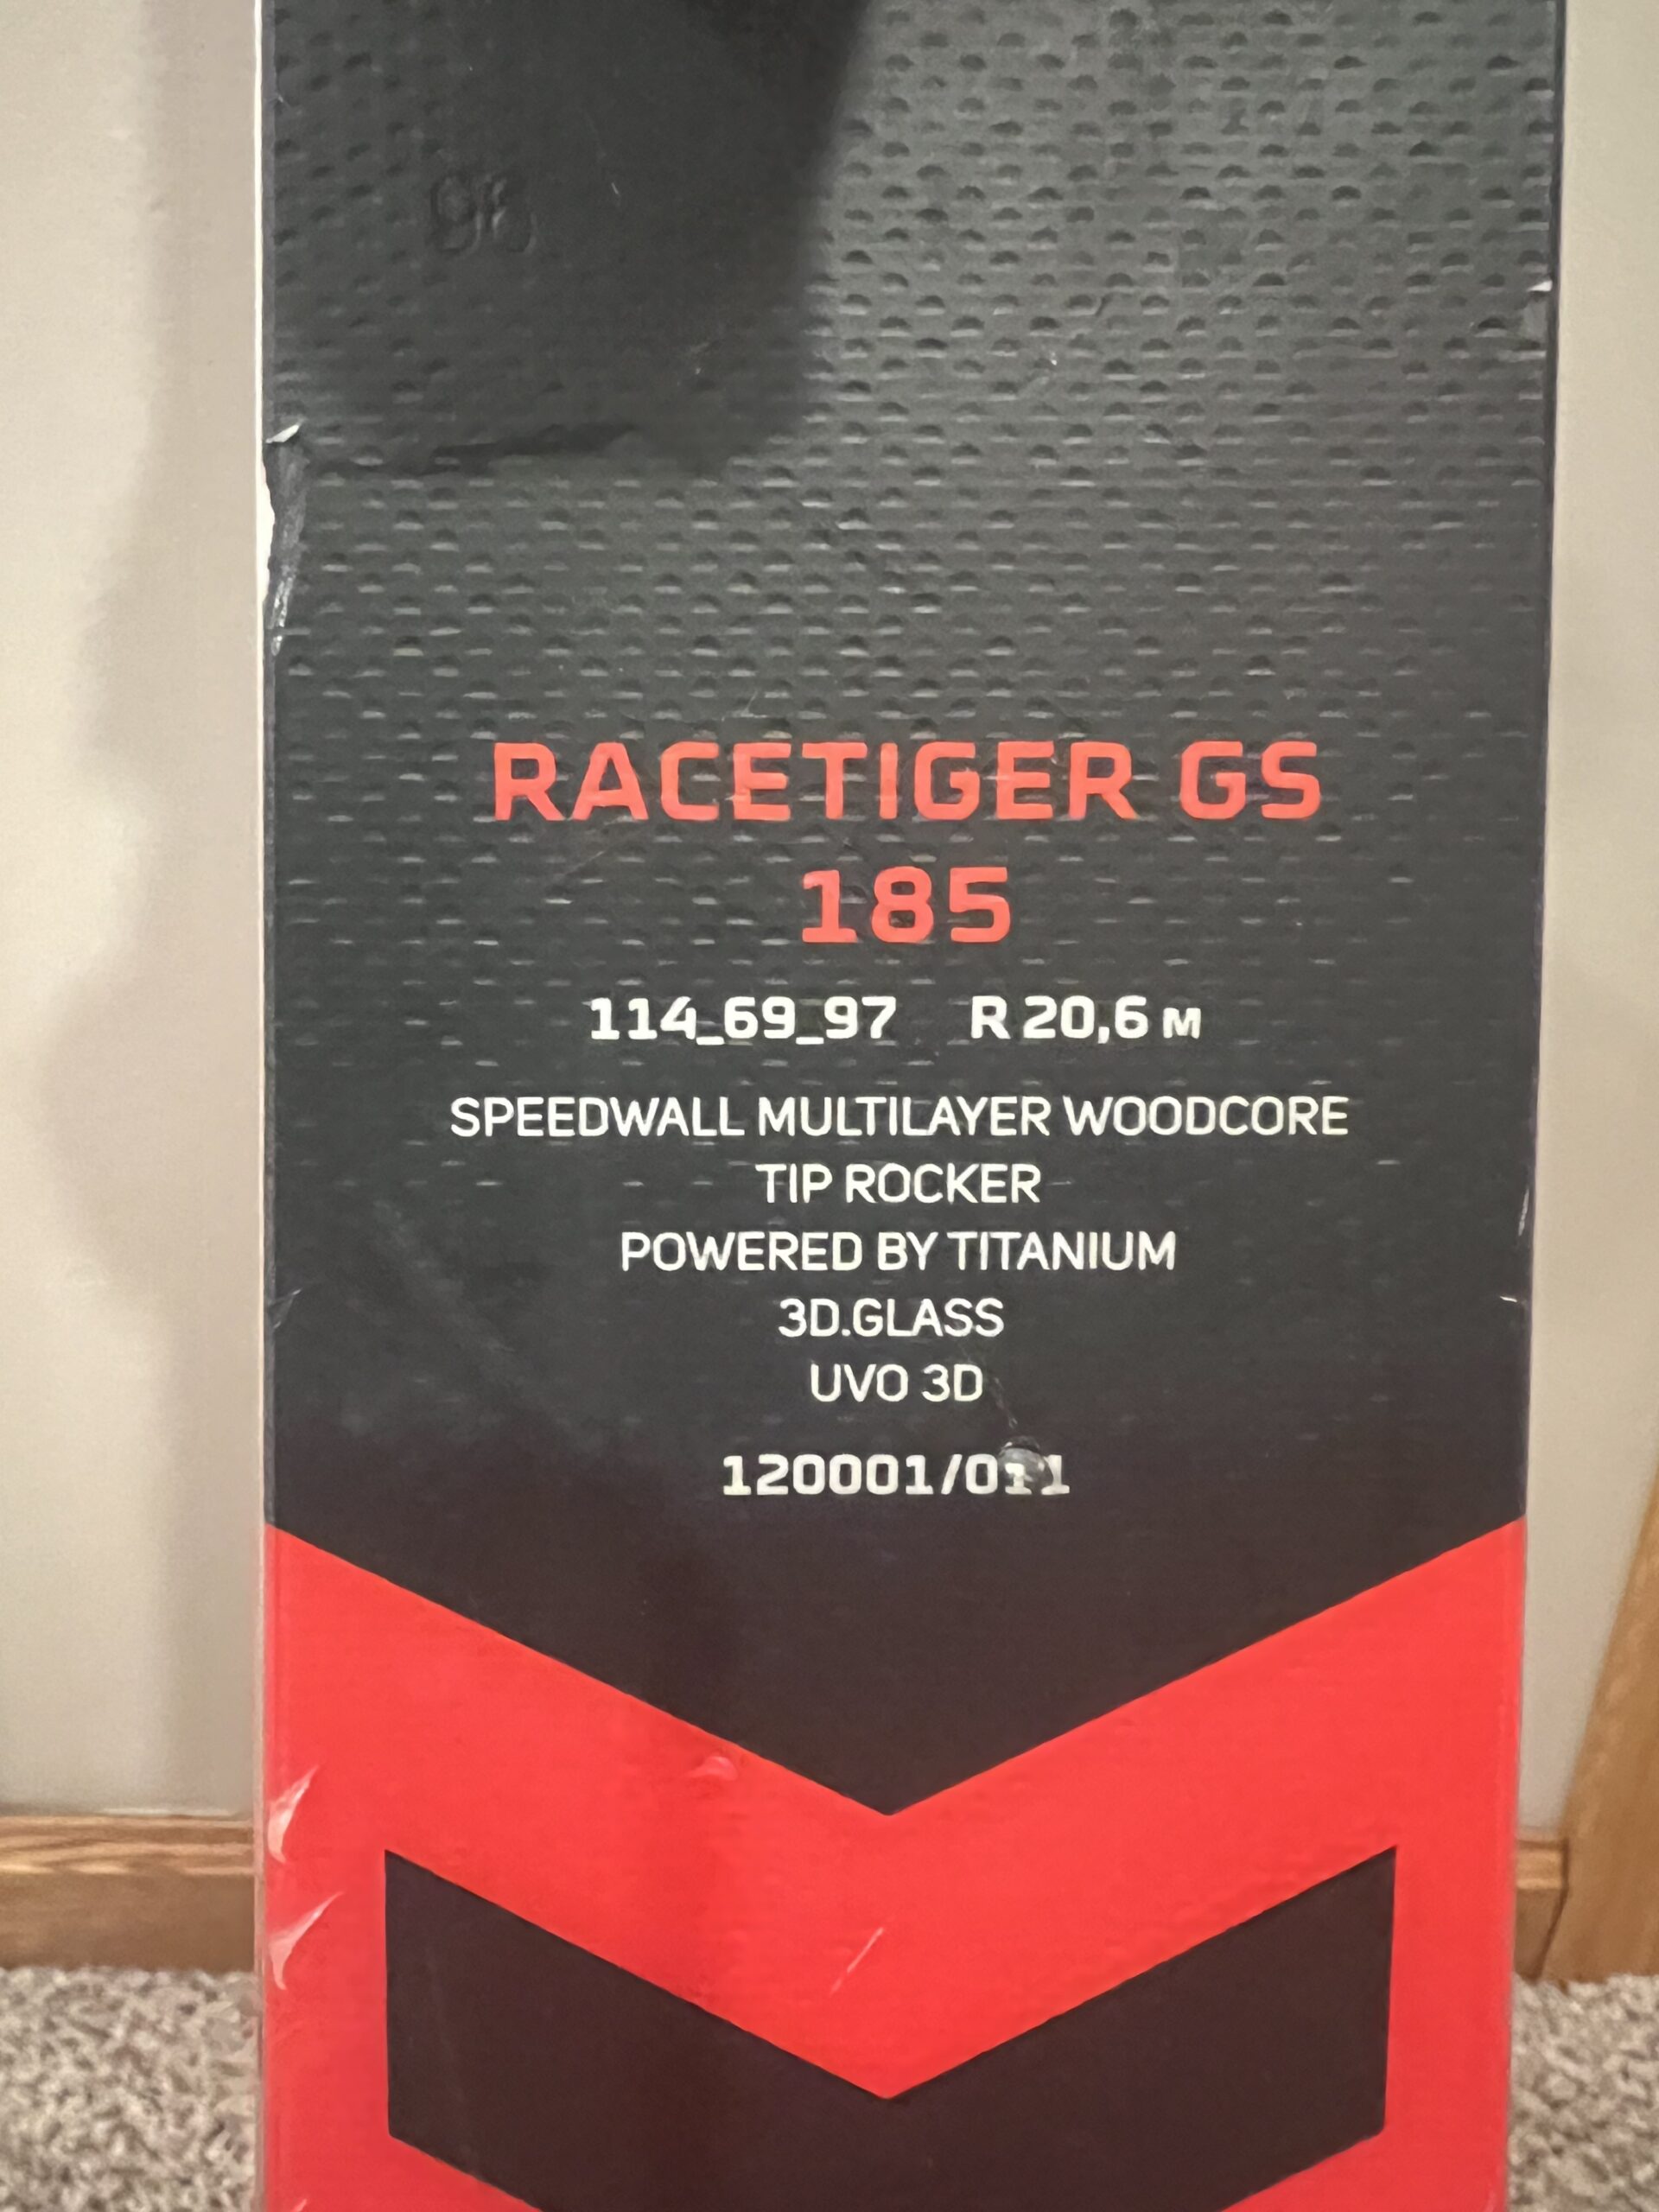 RACETIGER GS
185
114_69_97 R 20,6 M
SPEEDWALL MULTILAYER WOODCORE
TIP ROCKER
POWERED BY TITANIUM
3D.GLASS
UVO 3D